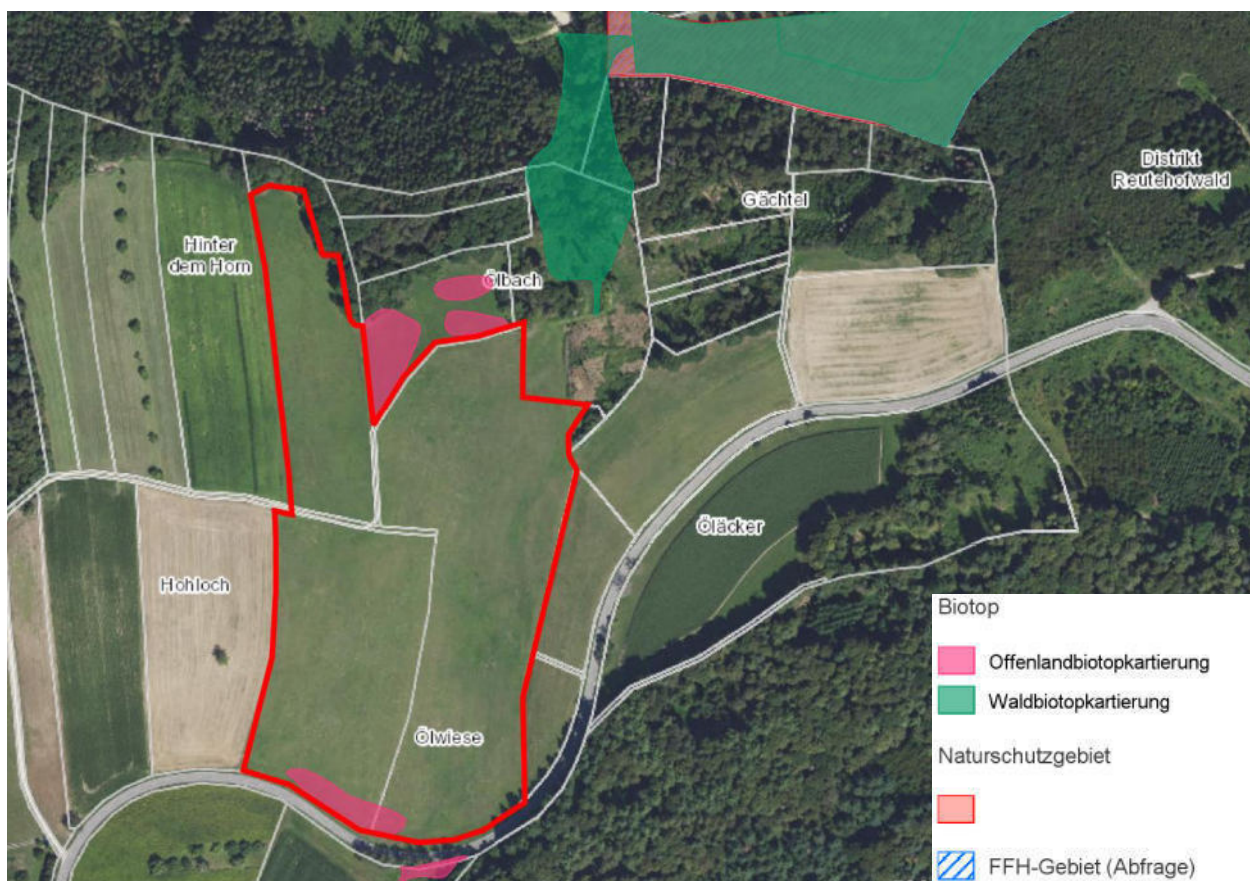 Distrikt
Reutehofwald
Gächtel
Hinter
dem Horn
Ölbach
Öläcker
Hohloch
Ölwiese
Biotop
Offenlandbiotopkartierung
Waldbiotopkartierung
Naturschutzgebiet
FFH-Gebiet (Abfrage)